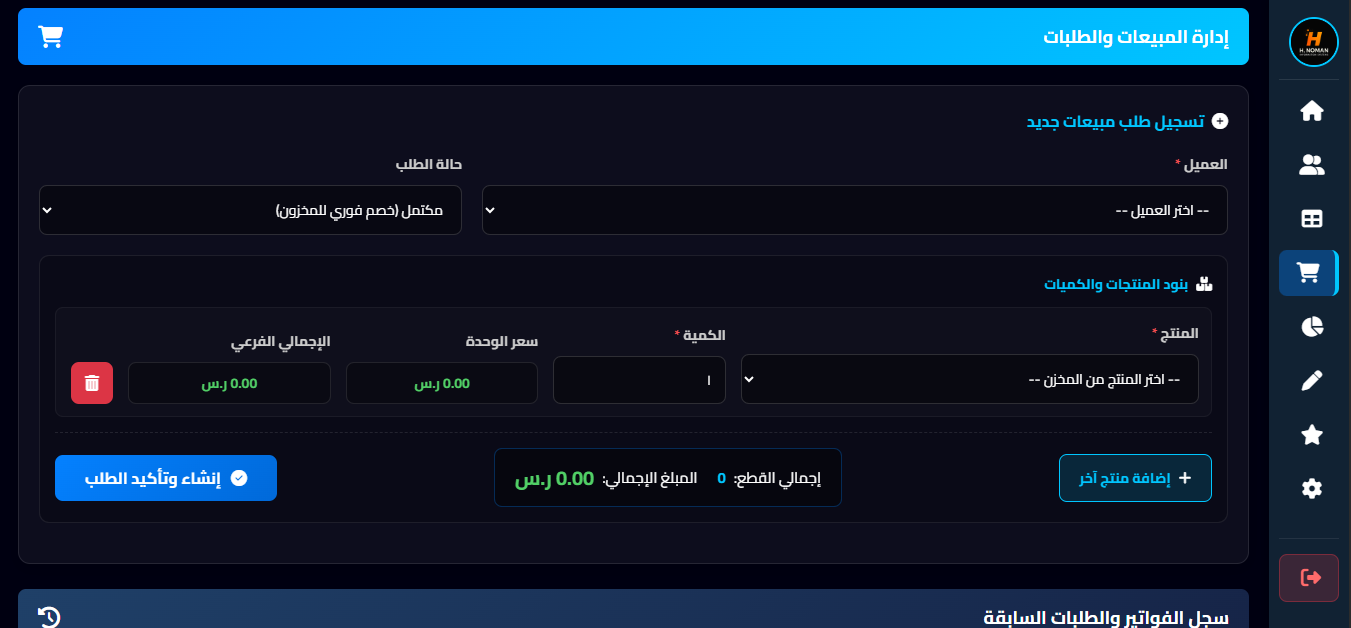 إدارة المبيعات والطلبات
H. NOMAN
تسجيل طلب مبيعات جديد
العميل *
حالة الطلب
-- اختر العميل --
مكتمل (خصم فوري للمخزون)
بنود المنتجات والكميات
المنتج *
الكمية *
سعر الوحدة
الإجمالي الفرعي
-- اختر المنتج من المخزن --
١
0.00 ر.س
0.00 ر.س
إضافة منتج آخر
إجمالي القطع: 0 المبلغ الإجمالي: 0.00 ر.س
إنشاء وتأكيد الطلب
سجل الفواتير والطلبات السابقة